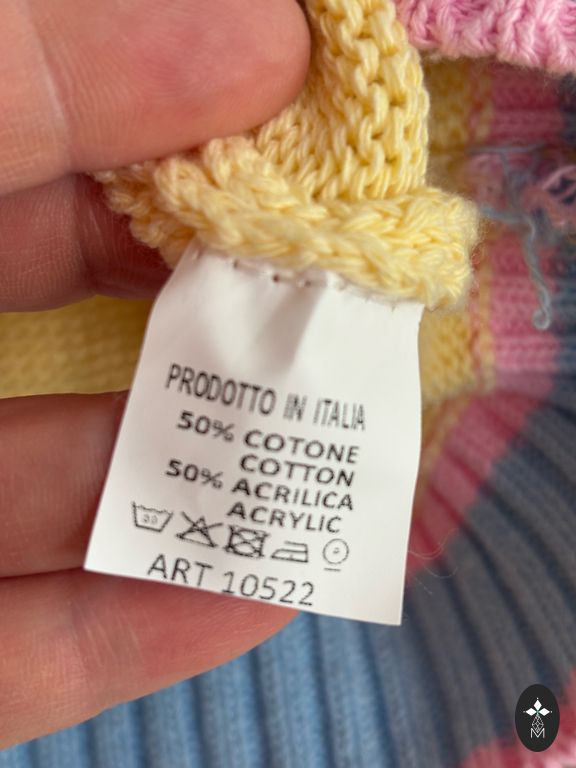 PRODOTTO IN ITALIA
50% COTONE
COTTON
50% ACRILICA
ACRYLIC
ART 10522